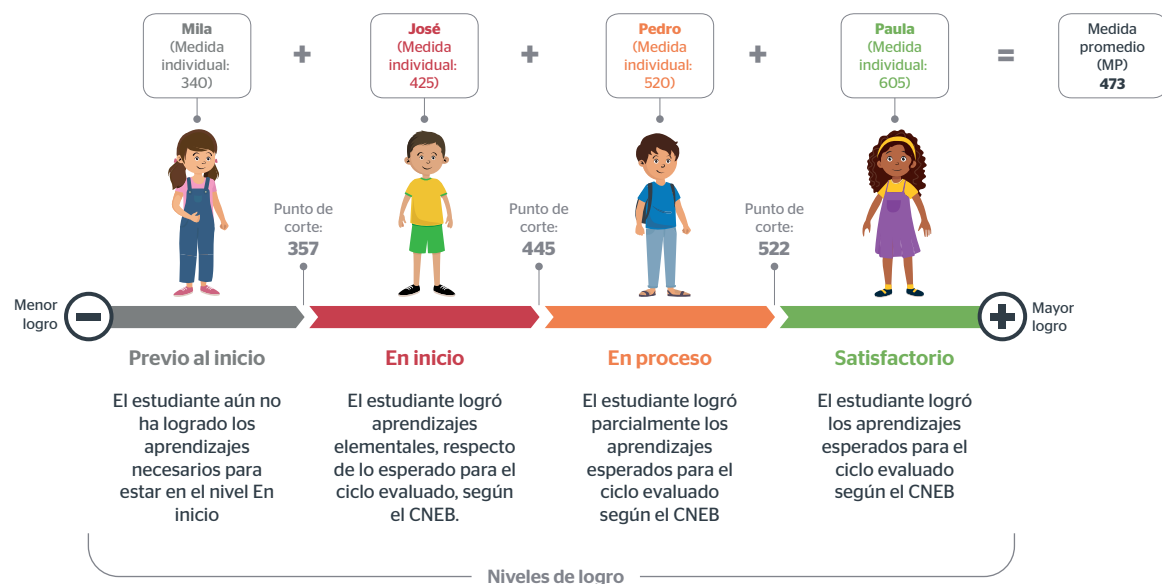 Mila
(Medida
individual:
340)
+
José
(Medida
individual:
425)
+
Pedro
(Medida
individual:
520)
+
Paula
(Medida
individual:
605)
=
Medida
promedio
(MP)
473
Punto de
corte:
357
Punto de
corte:
445
Punto de
corte:
522
Menor
logro
Mayor
logro
Previo al inicio
El estudiante aún no
ha logrado los
aprendizajes
necesarios para
estar en el nivel En
inicio
En inicio
El estudiante logró
aprendizajes
elementales, respecto
de lo esperado para el
ciclo evaluado, según
el CNEB.
En proceso
El estudiante logró
parcialmente los
aprendizajes
esperados para el
ciclo evaluado
según el CNEB
Satisfactorio
El estudiante logró
los aprendizajes
esperados para el
ciclo evaluado
según el CNEB
Niveles de logro